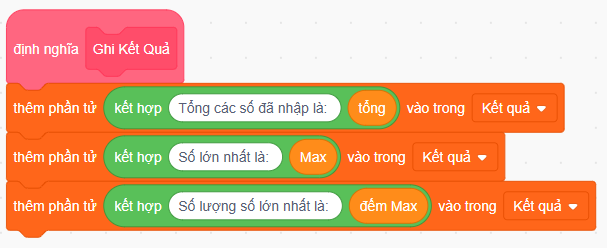 định nghĩa Ghi Kết Quả
thêm phần tử kết hợp Tổng các số đã nhập là: tổng vào trong Kết quả
thêm phần tử kết hợp Số lớn nhất là: Max vào trong Kết quả
thêm phần tử kết hợp Số lượng số lớn nhất là: đếm Max vào trong Kết quả